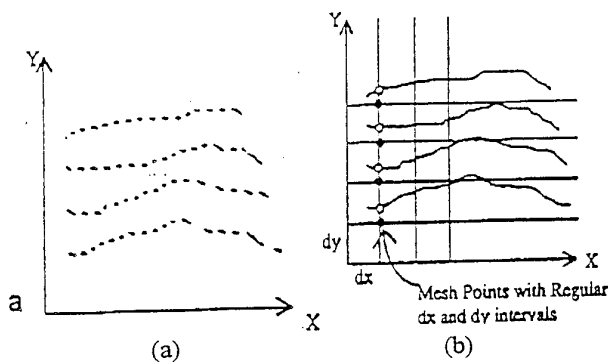 Y
a
X
(a)
Y
dy
dx
X
Mesh Points with Regular
dx and dy intervals
(b)